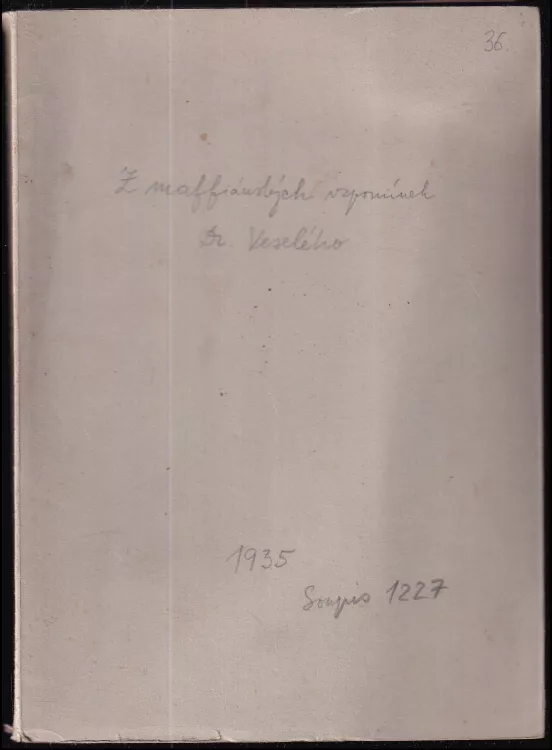 36.
Z maffiánských vzpomínek
Dr. Veselého
1935
Soupis 1227